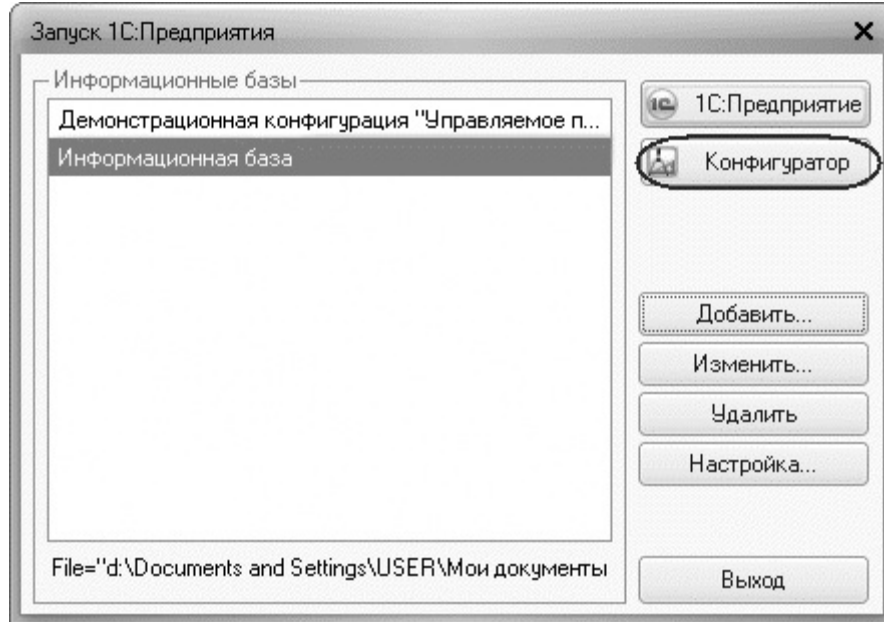 Запуск 1С:Предприятия
Информационные базы
Демонстрационная конфигурация "Управляемое п...
Информационная база
File="d:\Documents and Settings\USER\Мои документы
1С:Предприятие
Конфигуратор
Добавить...
Изменить...
Удалить
Настройка...
Выход